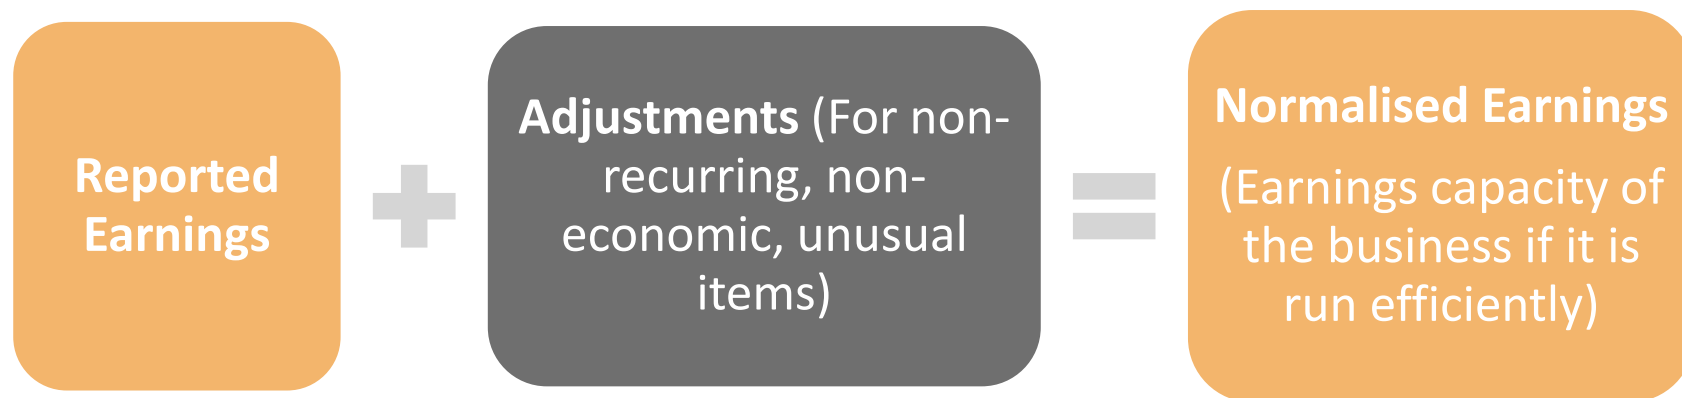 Reported
Earnings
Adjustments (For non-
recurring, non-
economic, unusual
items)
Normalised Earnings
(Earnings capacity of
the business if it is
run efficiently)